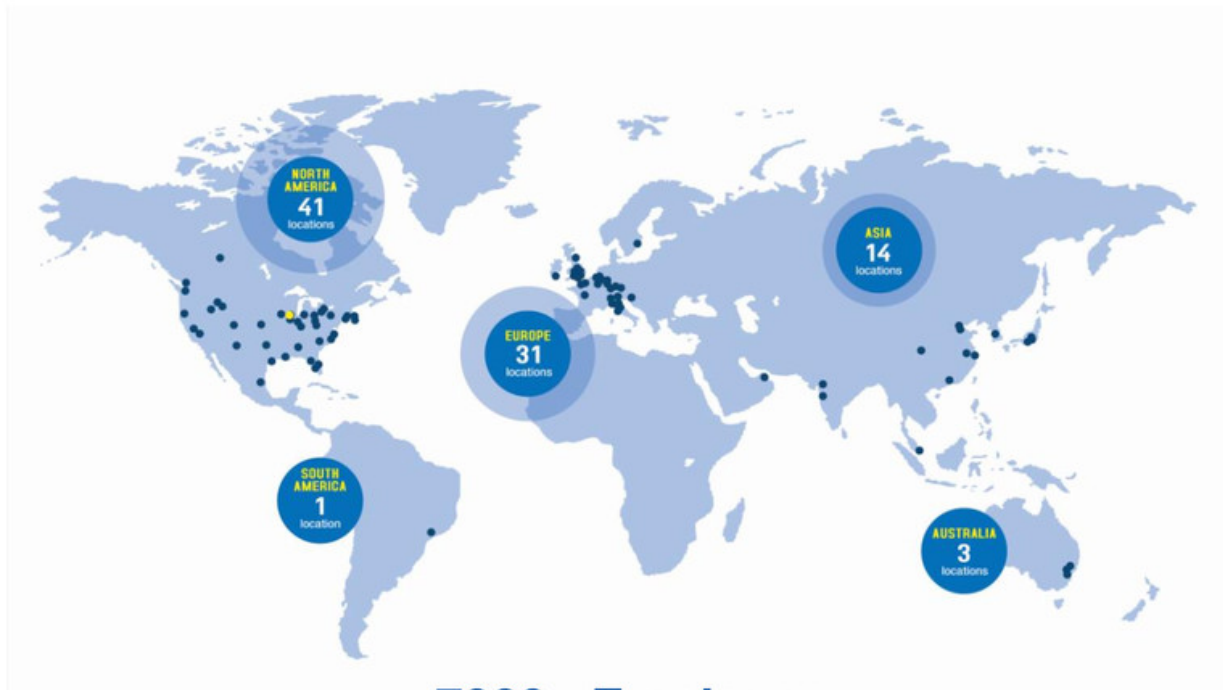 NORTH
AMERICA
41
locations
ASIA
14
locations
EUROPE
31
locations
SOUTH
AMERICA
1
location
AUSTRALIA
3
locations